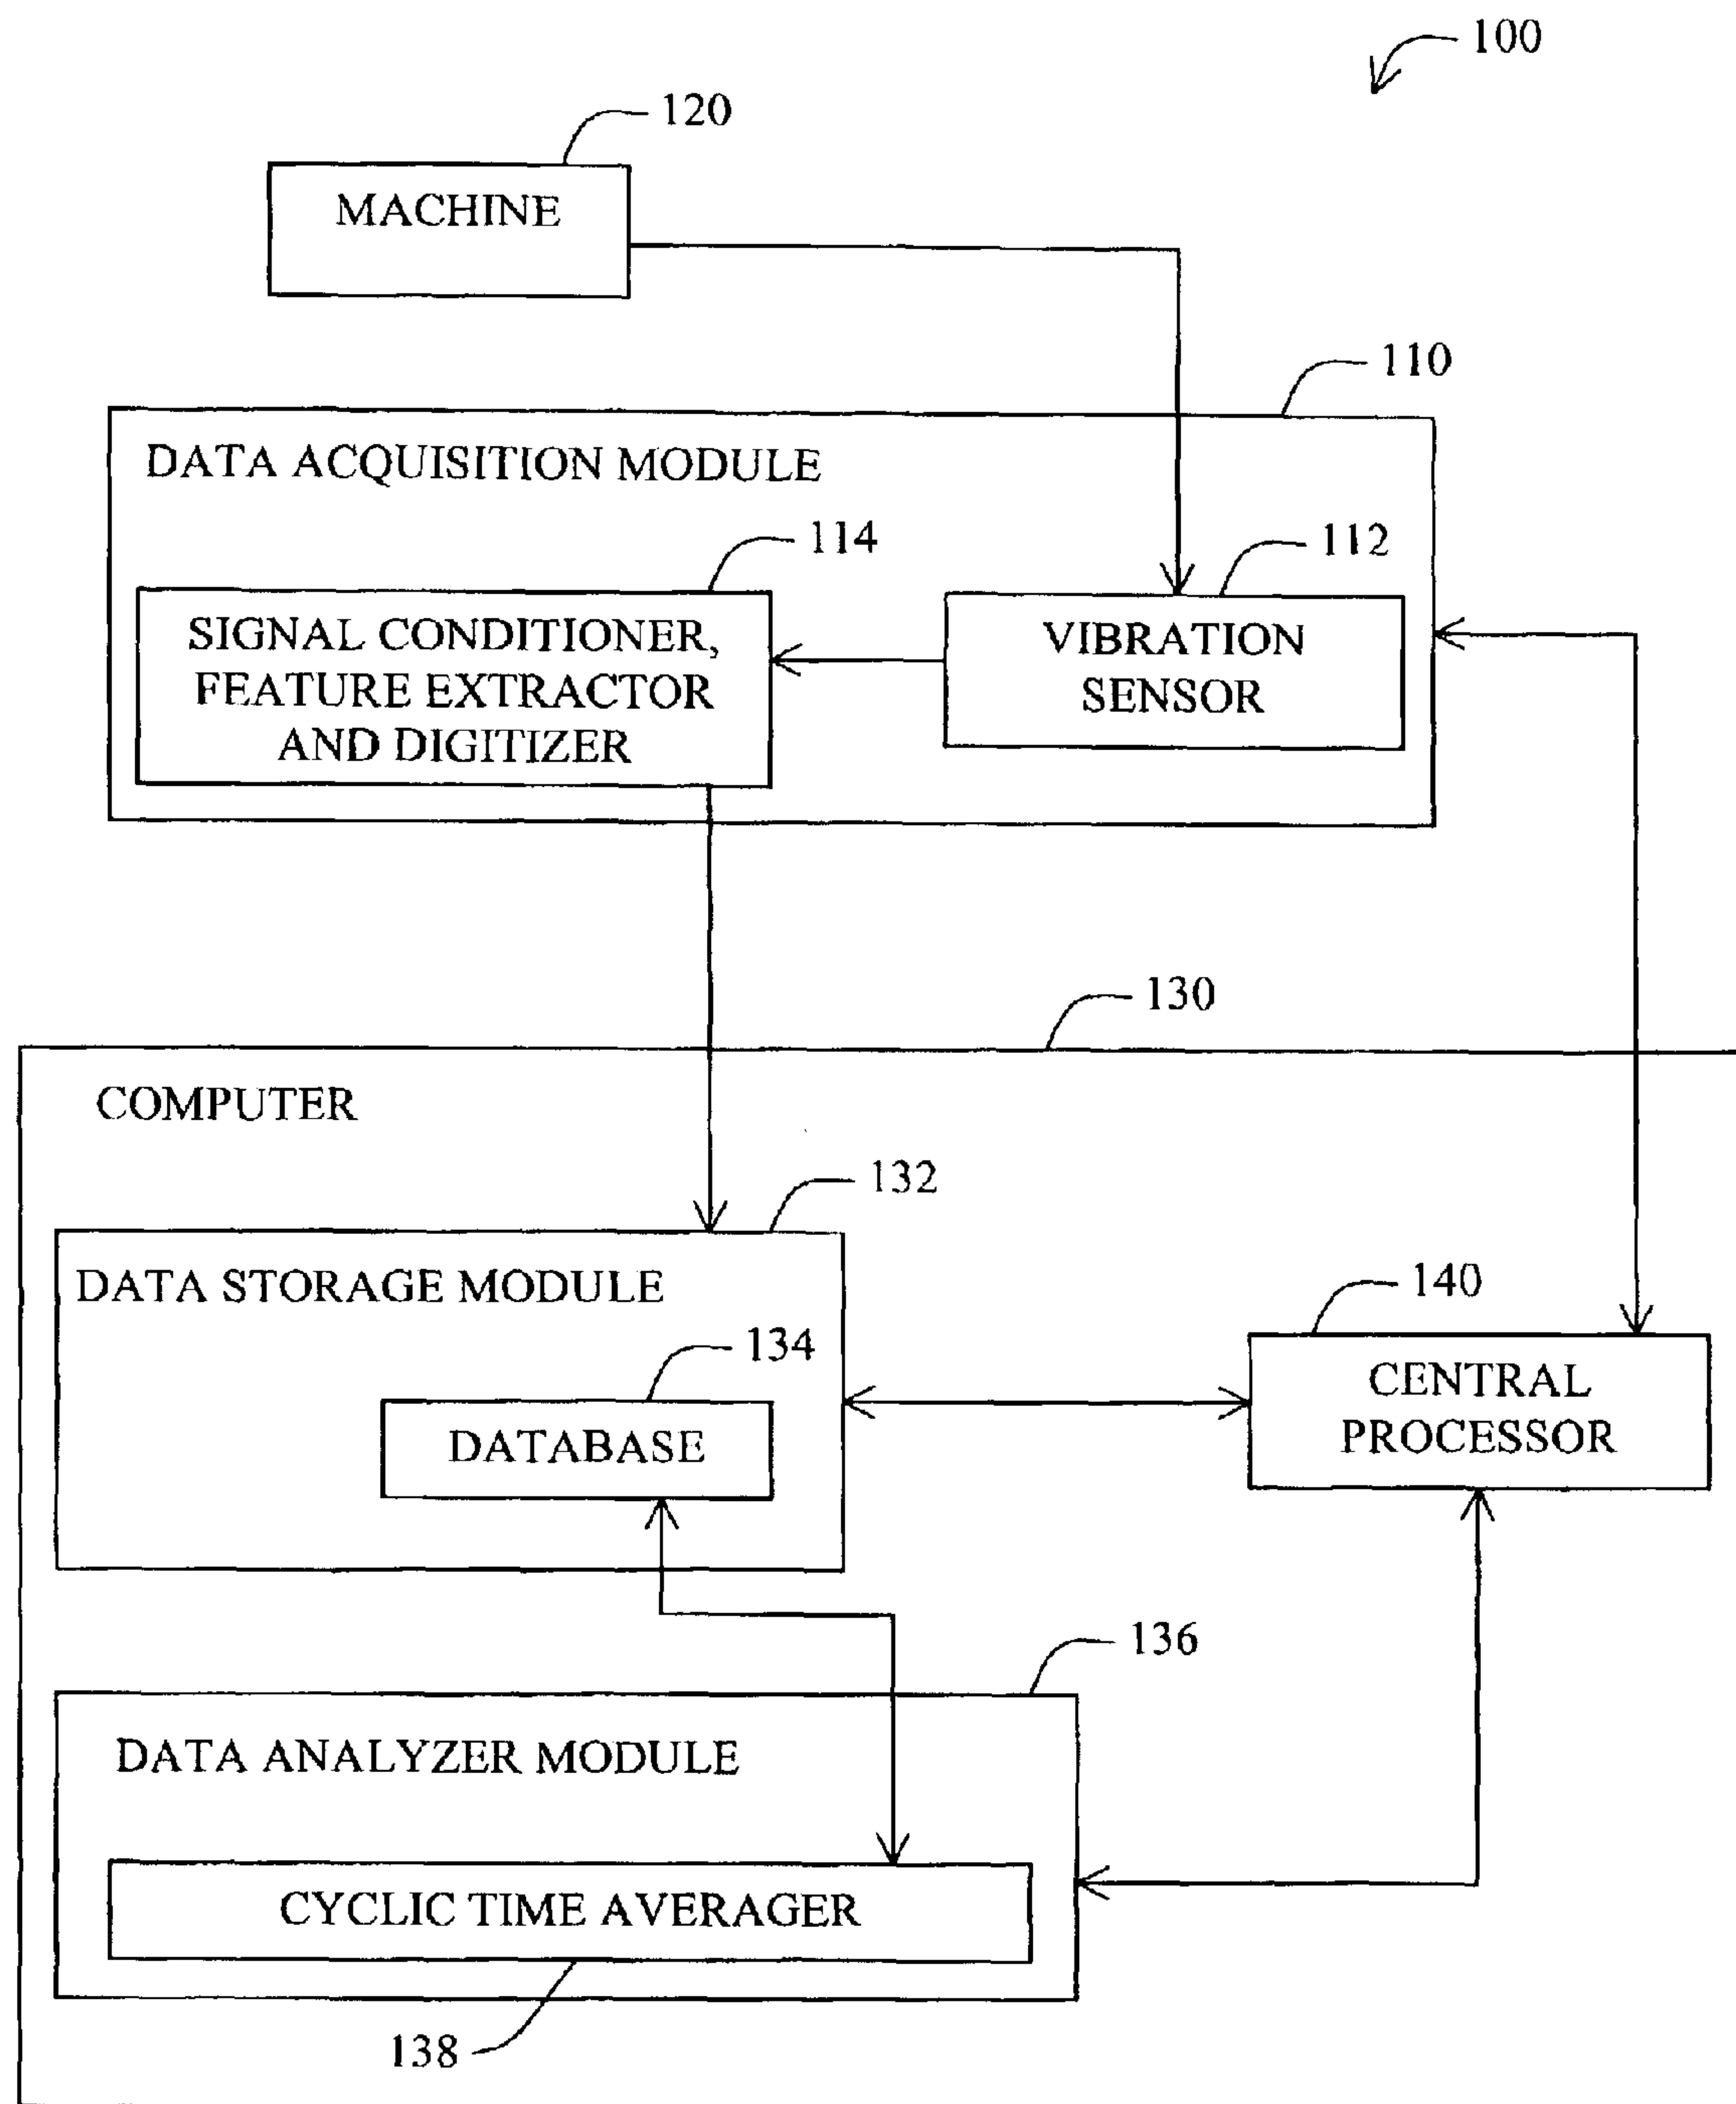 100
120
MACHINE
110
DATA ACQUISITION MODULE
114
112
SIGNAL CONDITIONER,
FEATURE EXTRACTOR
AND DIGITIZER
VIBRATION
SENSOR
130
COMPUTER
132
DATA STORAGE MODULE
140
134
CENTRAL
PROCESSOR
DATABASE
136
DATA ANALYZER MODULE
CYCLIC TIME AVERAGER
138